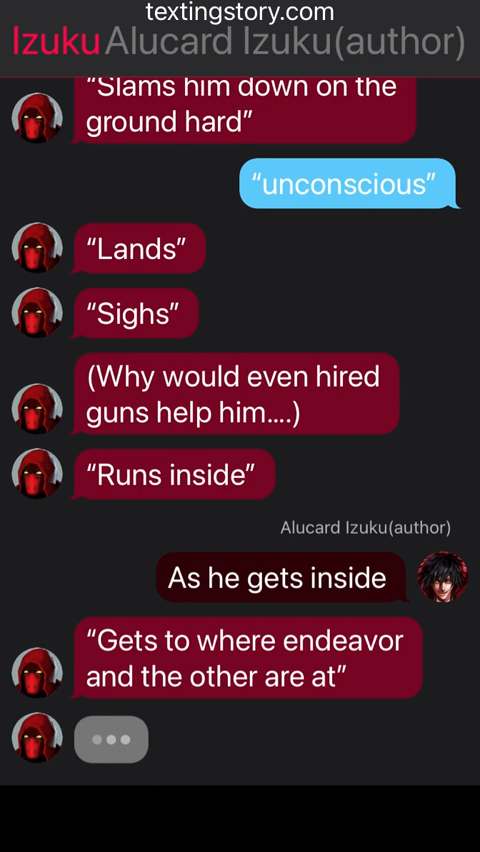 textingstory.com
Izuku Alucard Izuku(author)
“Slams him down on the
ground hard”
“unconscious”
“Lands”
“Sighs”
(Why would even hired
guns help him....)
“Runs inside”
Alucard Izuku(author)
As he gets inside
“Gets to where endeavor
and the other are at”